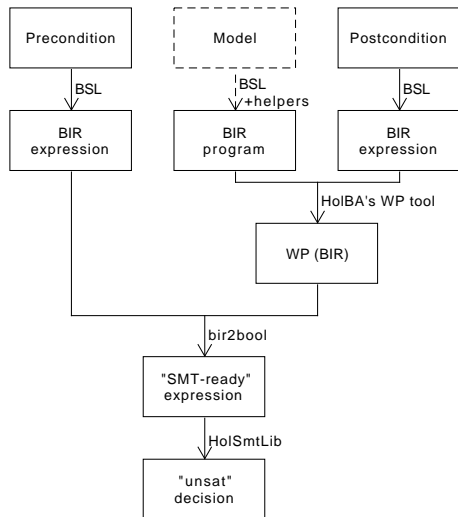 Precondition
Model
Postcondition
BSL
BSL
+helpers
BSL
BIR
expression
BIR
program
BIR
expression
HolBA's WP tool
WP (BIR)
bir2bool
"SMT-ready"
expression
HolSmtLib
"unsat"
decision